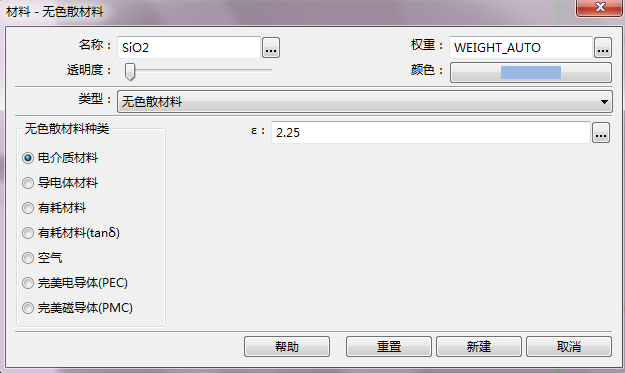 材料 - 无色散材料
名称： SiO2 ... 权重： WEIGHT_AUTO ...
透明度： 颜色：
类型： 无色散材料
无色散材料种类 ε： 2.25 ...
电介质材料
导电体材料
有耗材料
有耗材料(tanδ)
空气
完美电导体(PEC)
完美磁导体(PMC)
帮助 重置 新建 取消